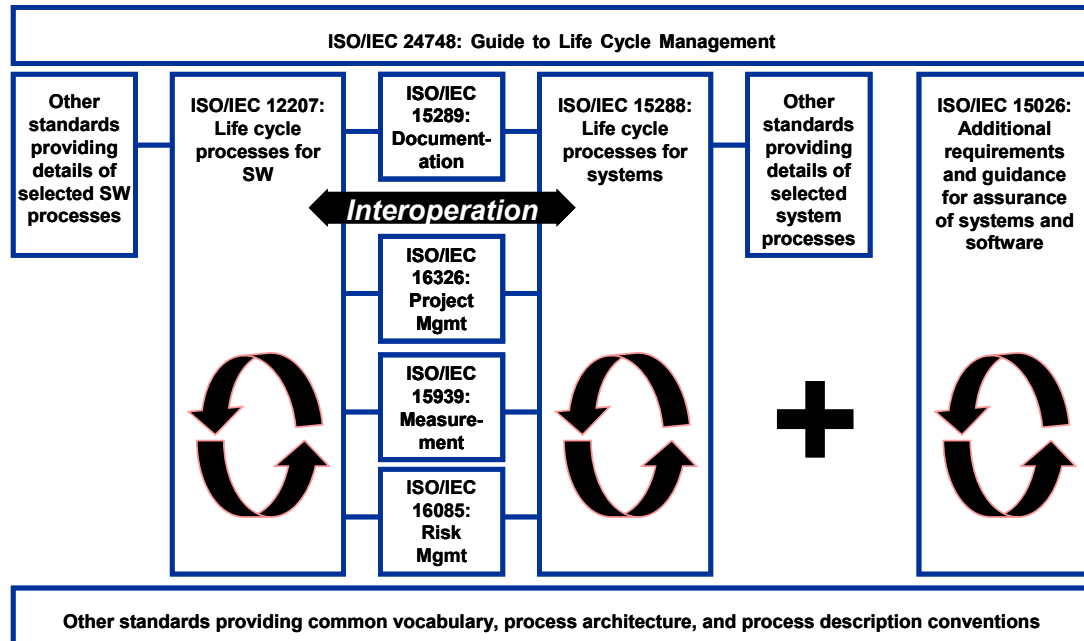 ISO/IEC 24748: Guide to Life Cycle Management
Other
standards
providing
details of
selected SW
processes
ISO/IEC 12207:
Life cycle
processes for
SW
ISO/IEC
15289:
Document-
ation
ISO/IEC 15288:
Life cycle
processes for
systems
Other
standards
providing
details of
selected
system
processes
ISO/IEC 15026:
Additional
requirements
and guidance
for assurance
of systems and
software
Interoperation
ISO/IEC
16326:
Project
Mgmt
ISO/IEC
15939:
Measure-
ment
ISO/IEC
16085:
Risk
Mgmt
Other standards providing common vocabulary, process architecture, and process description conventions